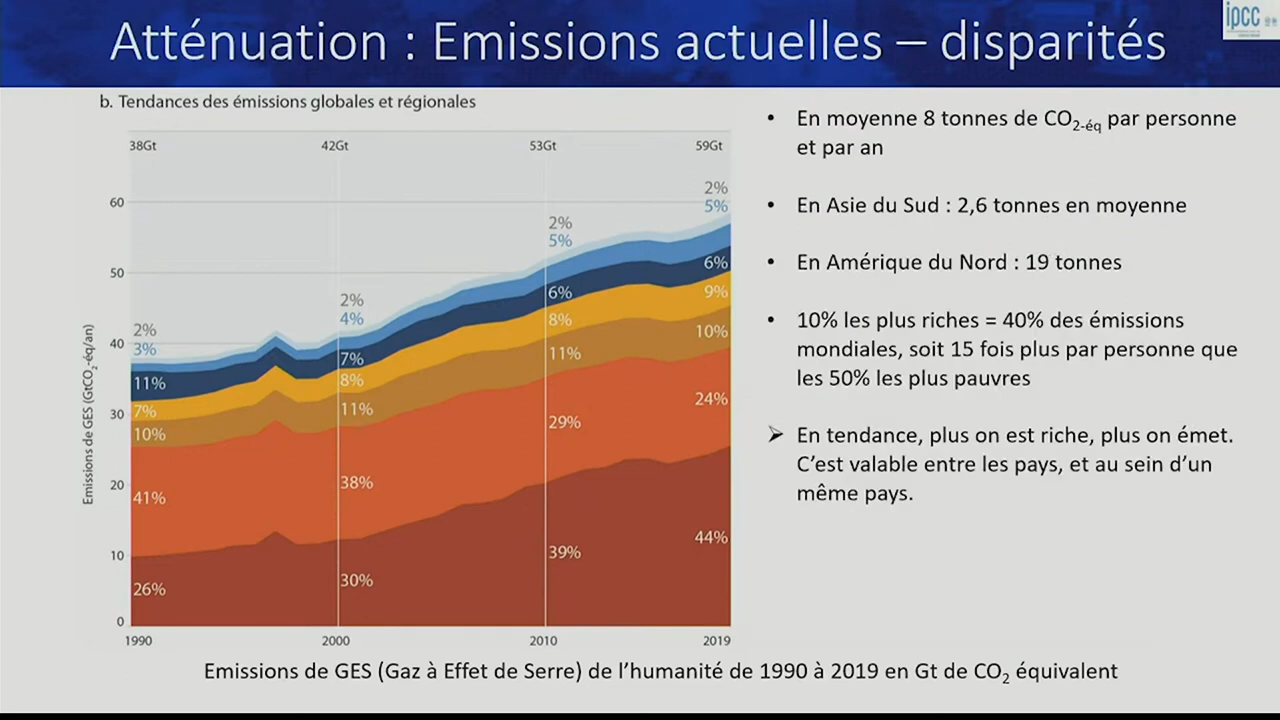 Atténuation : Emissions actuelles – disparités
ipcc
b. Tendances des émissions globales et régionales
38Gt 42Gt 53Gt 59Gt
60
50
40
30
20
10
0
Emissions de GES (GtCO2-éq/an)
2%
3%
11%
7%
10%
41%
26%
2%
4%
7%
8%
11%
38%
30%
2%
5%
6%
8%
11%
29%
39%
2%
5%
6%
9%
10%
24%
44%
1990 2000 2010 2019
• En moyenne 8 tonnes de CO2-éq par personne
et par an
• En Asie du Sud : 2,6 tonnes en moyenne
• En Amérique du Nord : 19 tonnes
• 10% les plus riches = 40% des émissions
mondiales, soit 15 fois plus par personne que
les 50% les plus pauvres
➢ En tendance, plus on est riche, plus on émet.
C’est valable entre les pays, et au sein d’un
même pays.
Emissions de GES (Gaz à Effet de Serre) de l’humanité de 1990 à 2019 en Gt de CO2 équivalent